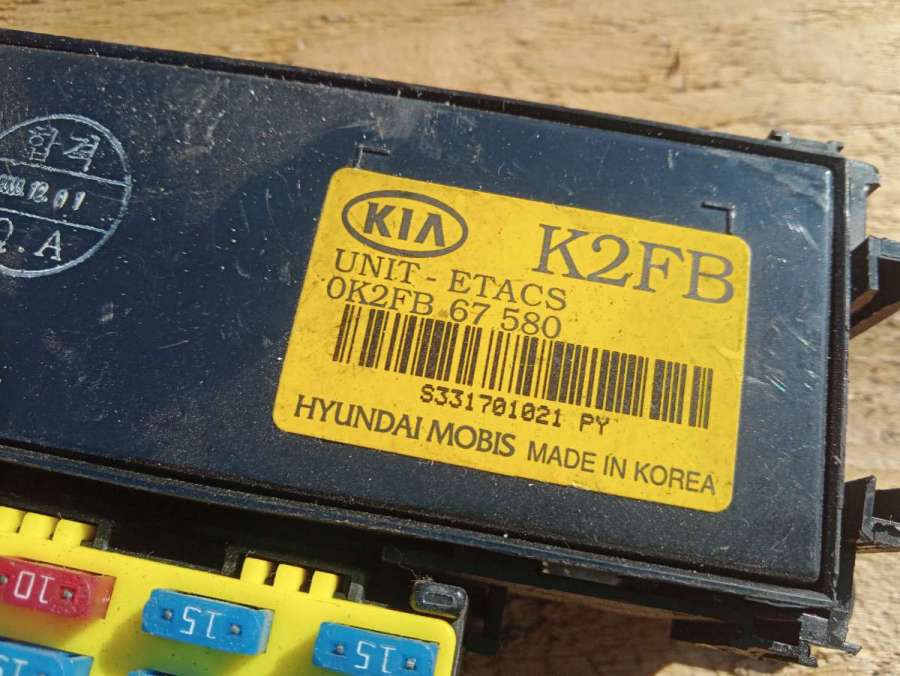 합격
12.01
Q.A
KIA
K2FB
UNIT - ETACS
0K2FB 67 580
S331701021 PY
HYUNDAI MOBIS MADE IN KOREA
10
15
15
15